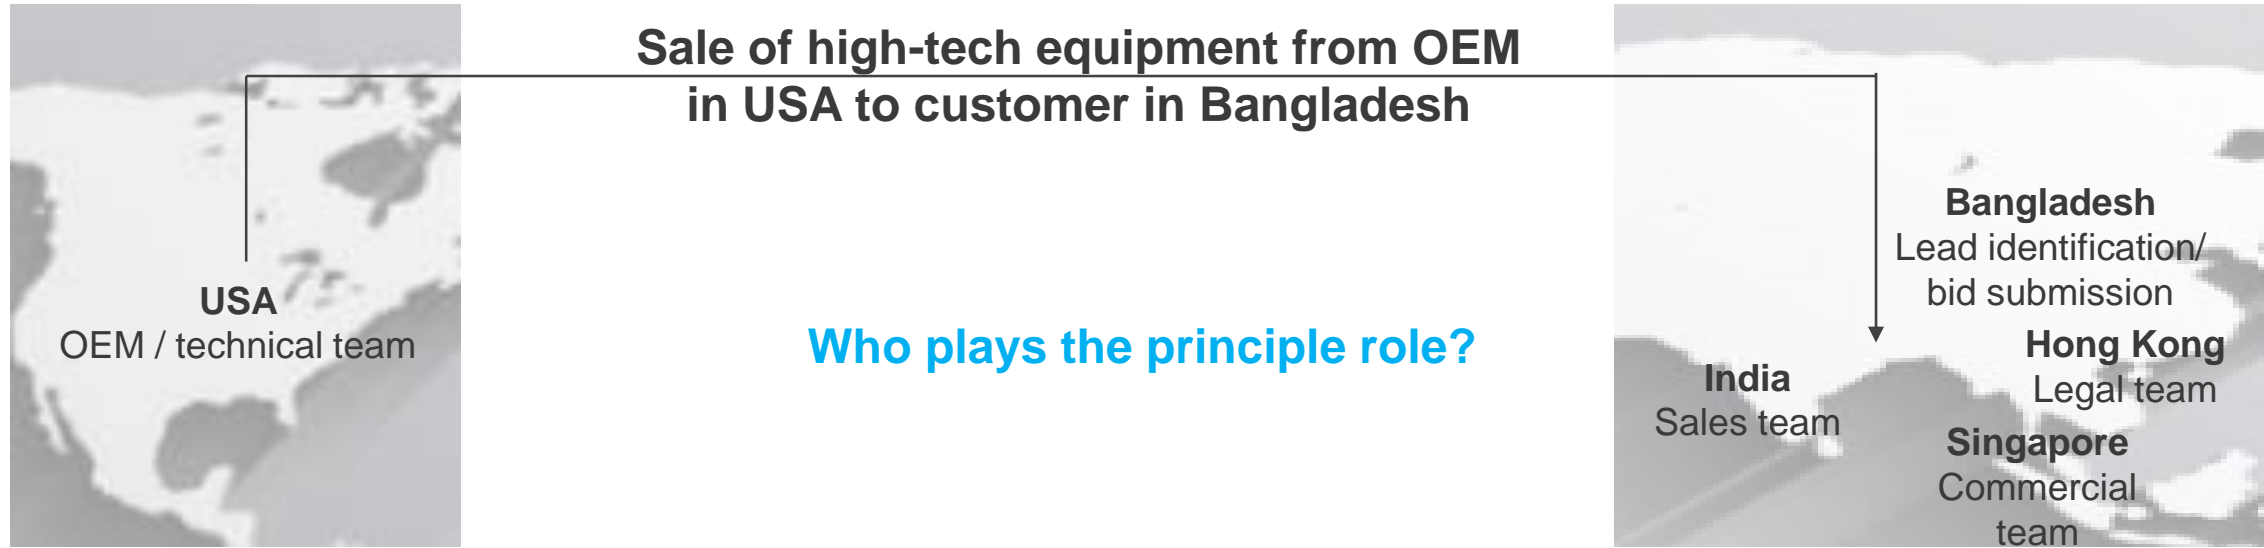 Sale of high-tech equipment from OEM
in USA to customer in Bangladesh
USA
OEM / technical team
Who plays the principle role?
Bangladesh
Lead identification/
bid submission
Hong Kong
Legal team
India
Sales team
Singapore
Commercial
team